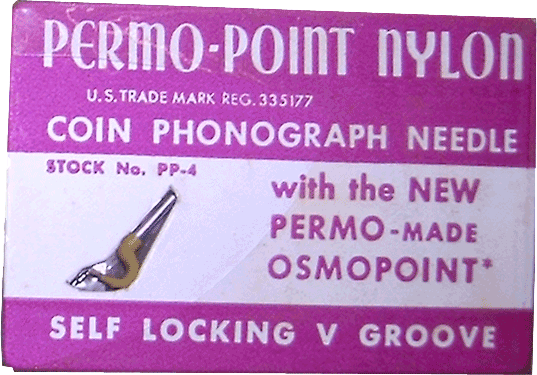 PERMO-POINT NYLON
U.S. TRADE MARK REG. 335177
COIN PHONOGRAPH NEEDLE
STOCK No. PP-4
with the NEW
PERMO-MADE
OSMOPOINT*
SELF LOCKING V GROOVE